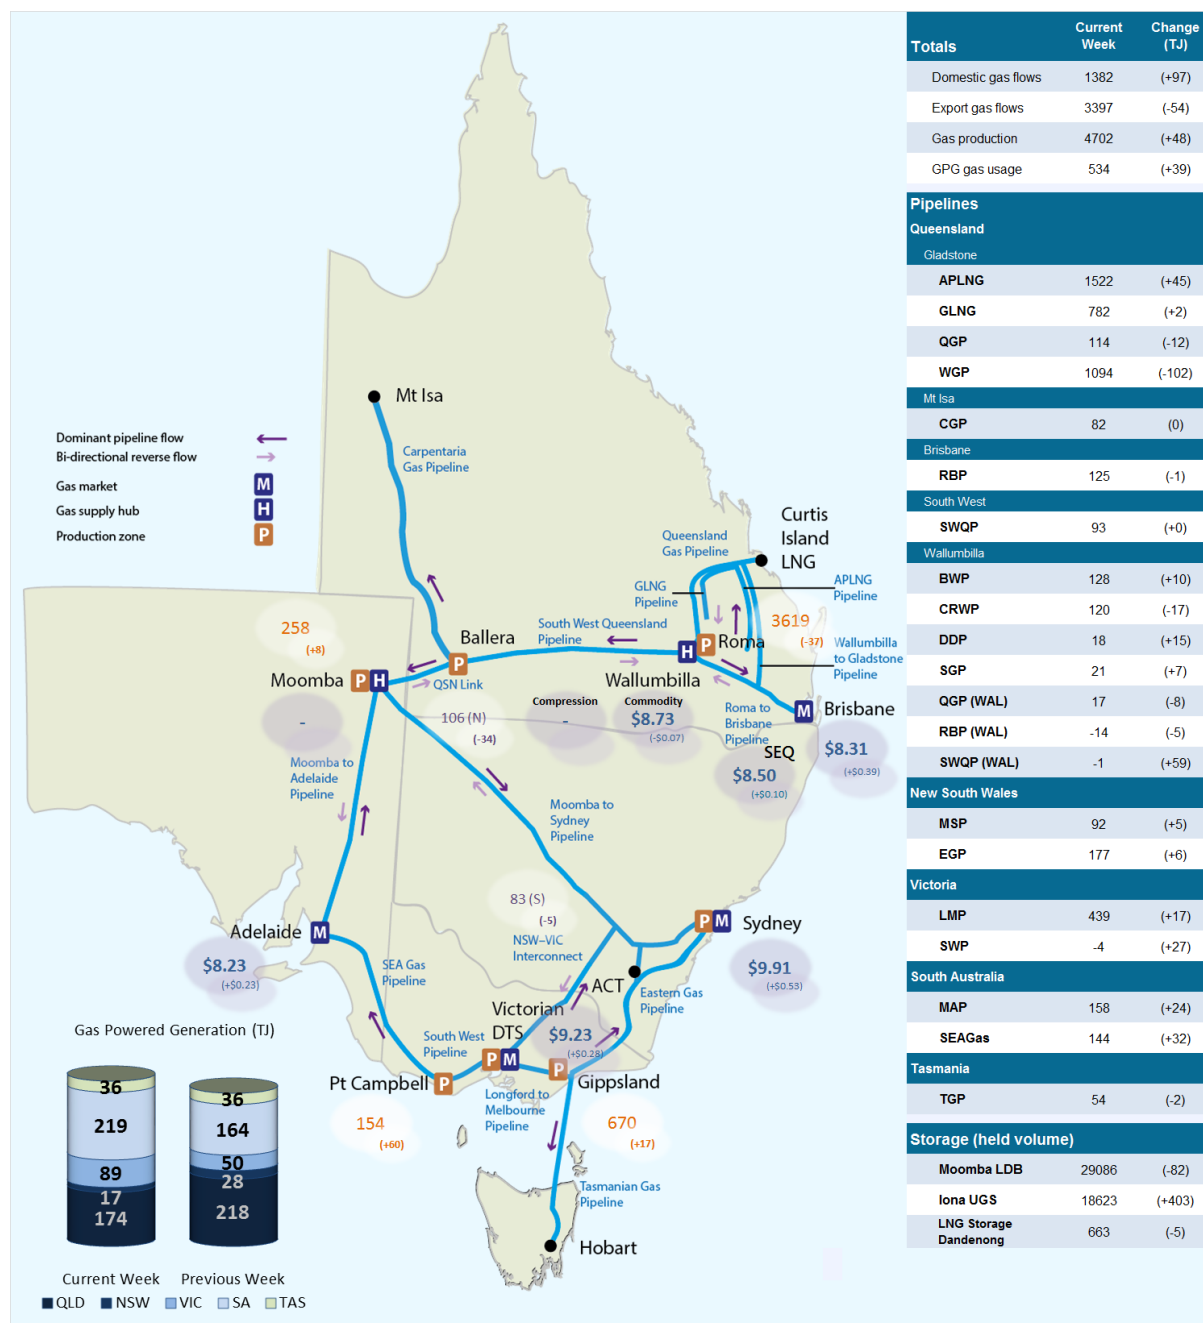 Mt Isa
Carpentaria
Gas Pipeline
Dominant pipeline flow
Bi-directional reverse flow
Gas market M
Gas supply hub H
Production zone P
Curtis
Island
LNG
Queensland
Gas Pipeline
GLNG
Pipeline
APLNG
Pipeline
3619
(-37)
Wallumbilla
to Gladstone
Pipeline
258
(+8)
Ballera
P
South West Queensland
Pipeline
H P Roma
Moomba P H
QSN Link
Wallumbilla
-
106 (N)
(-34)
Compression
-
Commodity
$8.73
(-$0.07)
Roma to
Brisbane
Pipeline
M Brisbane
$8.31
(+$0.39)
SEQ
$8.50
(+$0.10)
Moomba to
Adelaide
Pipeline
Moomba to
Sydney
Pipeline
83 (S)
(-5)
NSW–VIC
Interconnect
P M Sydney
$9.91
(+$0.53)
Adelaide M
$8.23
(+$0.23)
SEA Gas
Pipeline
ACT
Eastern Gas
Pipeline
Victorian
DTS
P M
$9.23
(+$0.28)
South West
Pipeline
Pt Campbell P
154
(+60)
P
Gippsland
670
(+17)
Longford to
Melbourne
Pipeline
Tasmanian Gas
Pipeline
Hobart
Gas Powered Generation (TJ)
36 36
219 164
89 50
17 28
174 218
Current Week Previous Week
QLD NSW VIC SA TAS
Totals Current Week Change (TJ)
Domestic gas flows 1382 (+97)
Export gas flows 3397 (-54)
Gas production 4702 (+48)
GPG gas usage 534 (+39)
Pipelines
Queensland
Gladstone
APLNG 1522 (+45)
GLNG 782 (+2)
QGP 114 (-12)
WGP 1094 (-102)
Mt Isa
CGP 82 (0)
Brisbane
RBP 125 (-1)
South West
SWQP 93 (+0)
Wallumbilla
BWP 128 (+10)
CRWP 120 (-17)
DDP 18 (+15)
SGP 21 (+7)
QGP (WAL) 17 (-8)
RBP (WAL) -14 (-5)
SWQP (WAL) -1 (+59)
New South Wales
MSP 92 (+5)
EGP 177 (+6)
Victoria
LMP 439 (+17)
SWP -4 (+27)
South Australia
MAP 158 (+24)
SEAGas 144 (+32)
Tasmania
TGP 54 (-2)
Storage (held volume)
Moomba LDB 29086 (-82)
Iona UGS 18623 (+403)
LNG Storage
Dandenong 663 (-5)